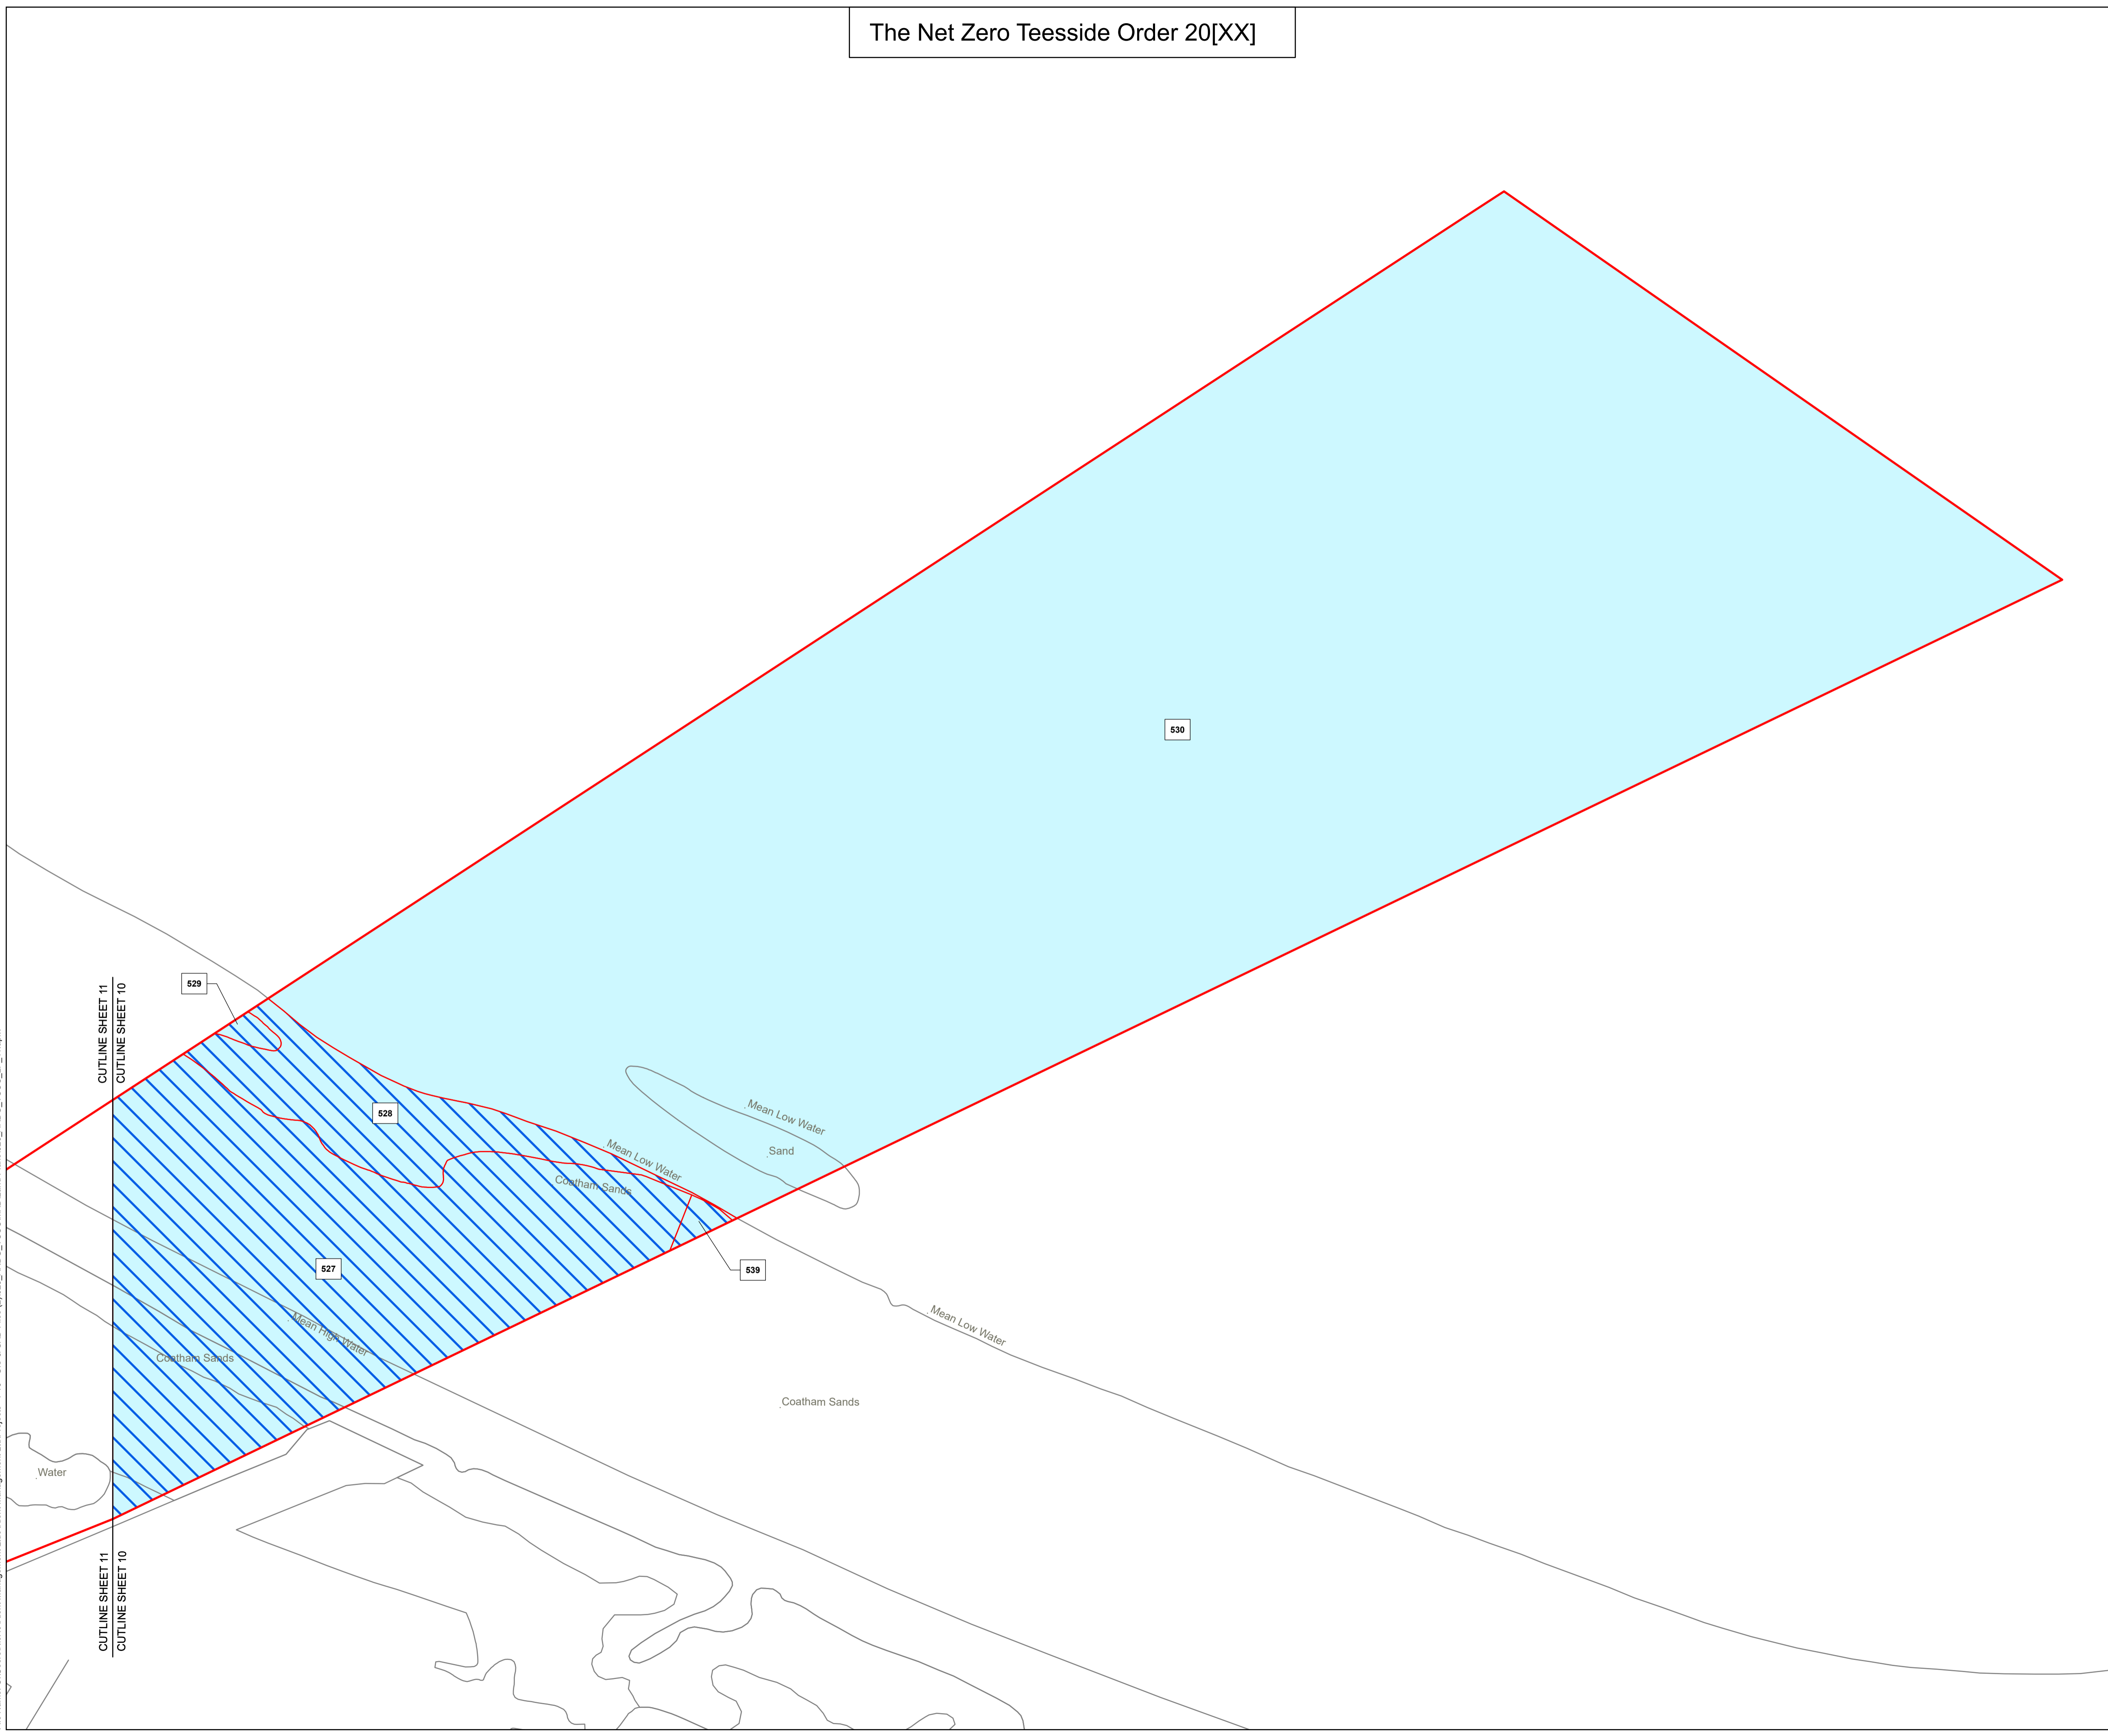 The Net Zero Teesside Order 20[XX]
530
529
CUTLINE SHEET 11
CUTLINE SHEET 10
528
Mean Low Water
Sand
Mean Low Water
Coatham Sands
527
539
Mean High Water
Mean Low Water
Coatham Sands
Coatham Sands
Water
CUTLINE SHEET 11
CUTLINE SHEET 10